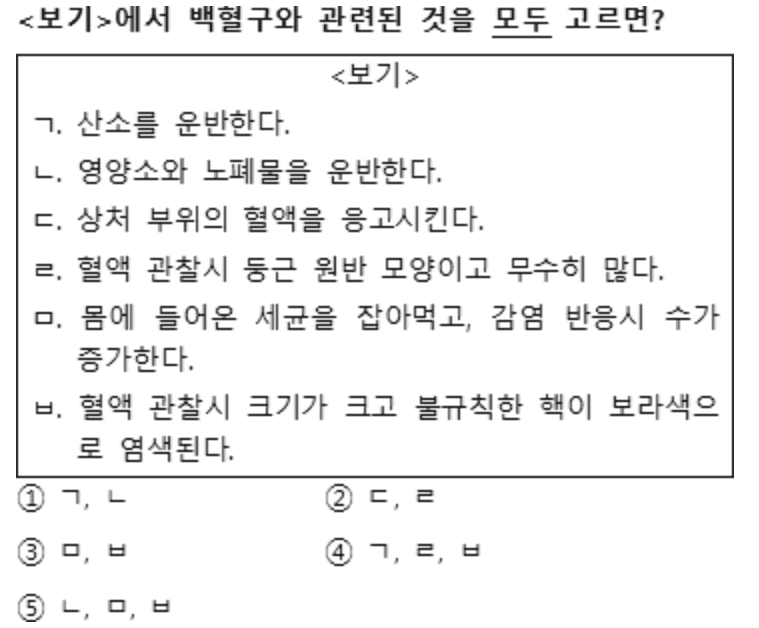 <보기>에서 백혈구와 관련된 것을 모두 고르면?
<보기>
ㄱ. 산소를 운반한다.
ㄴ. 영양소와 노폐물을 운반한다.
ㄷ. 상처 부위의 혈액을 응고시킨다.
ㄹ. 혈액 관찰시 둥근 원반 모양이고 무수히 많다.
ㅁ. 몸에 들어온 세균을 잡아먹고, 감염 반응시 수가
증가한다.
ㅂ. 혈액 관찰시 크기가 크고 불규칙한 핵이 보라색으
로 염색된다.
① ㄱ, ㄴ ② ㄷ, ㄹ
③ ㅁ, ㅂ ④ ㄱ, ㄹ, ㅂ
⑤ ㄴ, ㅁ, ㅂ